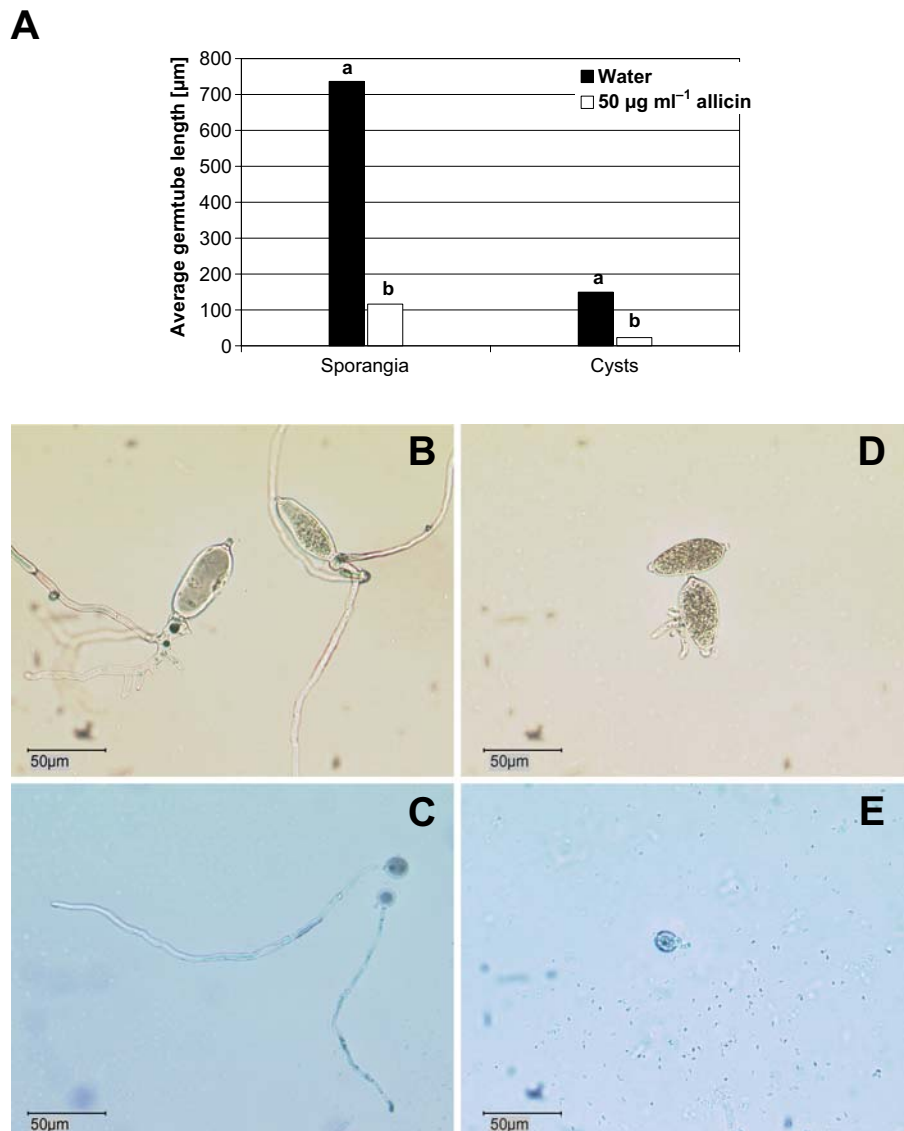 A
Average germtube length [µm]
800
700
600
500
400
300
200
100
0
a
b
a
b
Water
50 µg ml⁻¹ allicin
Sporangia
Cysts
B
50µm
D
50µm
C
50µm
E
50µm